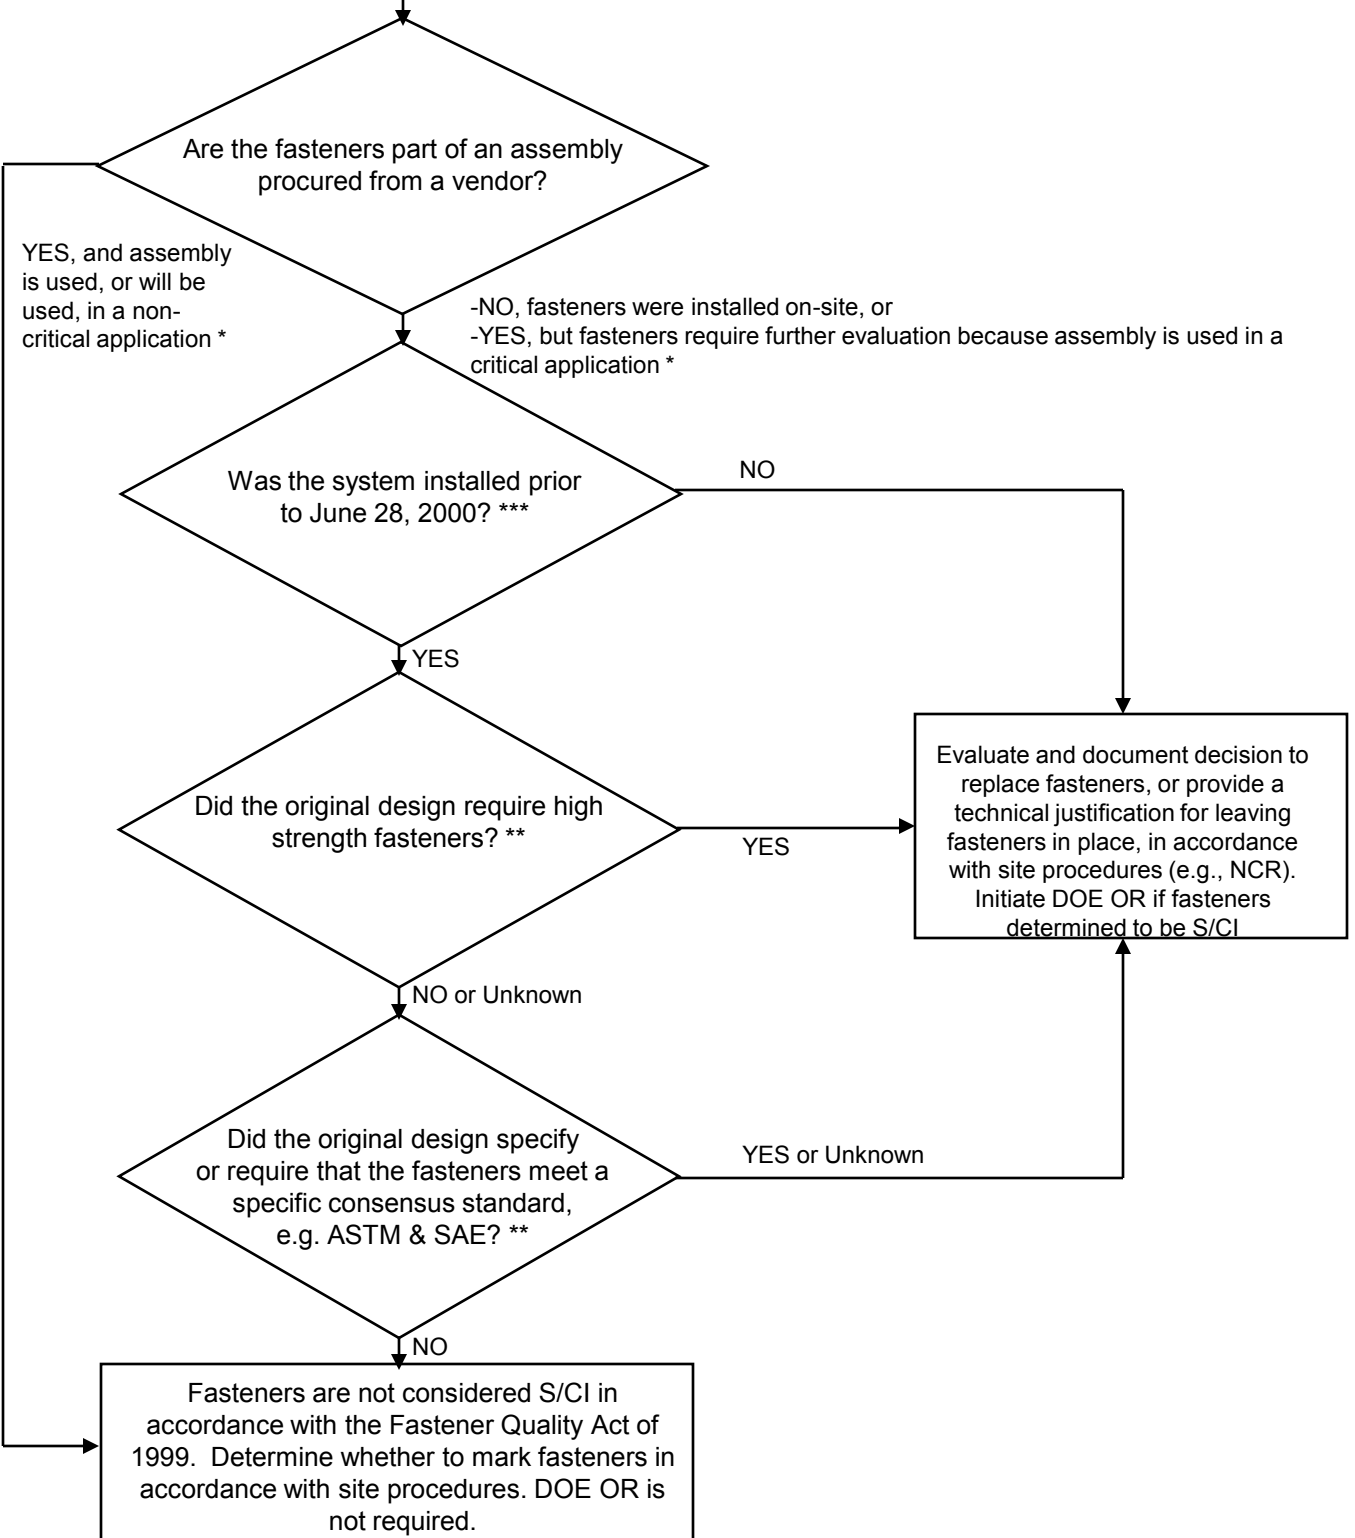 Are the fasteners part of an assembly
procured from a vendor?
YES, and assembly
is used, or will be
used, in a non-
critical application *
-NO, fasteners were installed on-site, or
-YES, but fasteners require further evaluation because assembly is used in a
critical application *
Was the system installed prior
to June 28, 2000? ***
NO
YES
Did the original design require high
strength fasteners? **
YES
Evaluate and document decision to
replace fasteners, or provide a
technical justification for leaving
fasteners in place, in accordance
with site procedures (e.g., NCR).
Initiate DOE OR if fasteners
determined to be S/CI
NO or Unknown
Did the original design specify
or require that the fasteners meet a
specific consensus standard,
e.g. ASTM & SAE? **
YES or Unknown
NO
Fasteners are not considered S/CI in
accordance with the Fastener Quality Act of
1999.  Determine whether to mark fasteners in
accordance with site procedures. DOE OR is
not required.